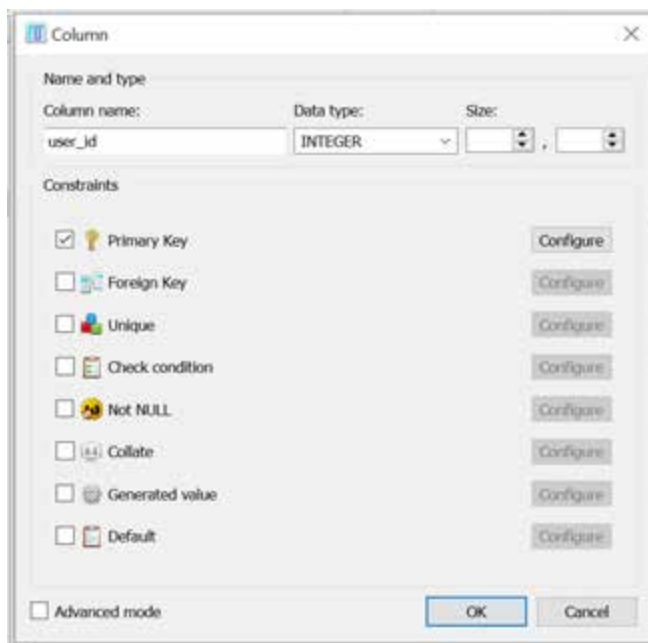 Column
Name and type
Column name: Data type: Size:
user_id INTEGER ,
Constraints
Primary Key Configure
Foreign Key Configure
Unique Configure
Check condition Configure
Not NULL Configure
Collate Configure
Generated value Configure
Default Configure
Advanced mode OK Cancel